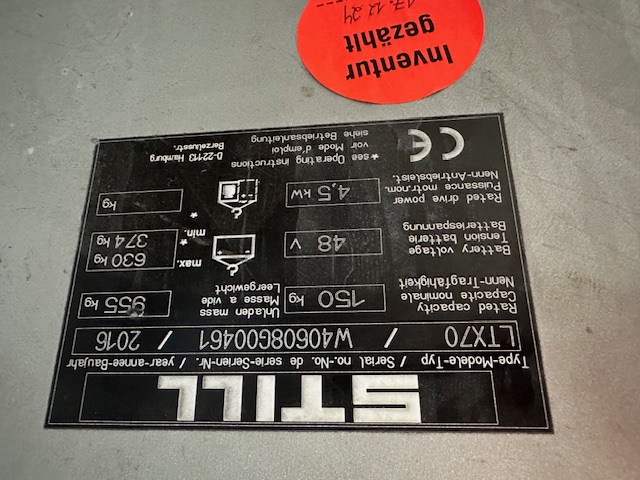 STILL
Type-Modele-Typ / Serial no.-No. de serie-Serien-Nr. / year-annee-Baujahr
LTX70 / W40608G00461 / 2016
Rated capacity
Capacite nominale
Nenn-Tragfähigkeit
150 kg
Unladen mass
Masse a vide
Leergewicht
955 kg
Battery voltage
Tension batterie
Batteriespannung
48 V
max.
630 kg
min.
374 kg
*
*
Rated drive power
Puissance motr.nom.
Nenn-Antriebsleist.
4,5 kW
?
?
kg
CE
* see Operating instructions
voir Mode d'emploi
siehe Betriebsanleitung
D-22113 Hamburg
Berzeliusstr.
Inventur
gezählt
17.12.24